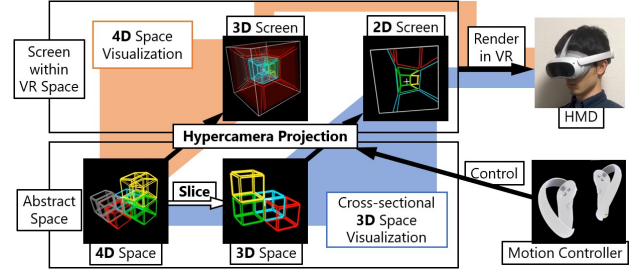 3D Screen
2D Screen
4D Space
Visualization
Screen
within
VR Space
Render
in VR
HMD
Hypercamera Projection
Abstract
Space
Slice
Control
Cross-sectional
3D Space
Visualization
4D Space
3D Space
Motion Controller